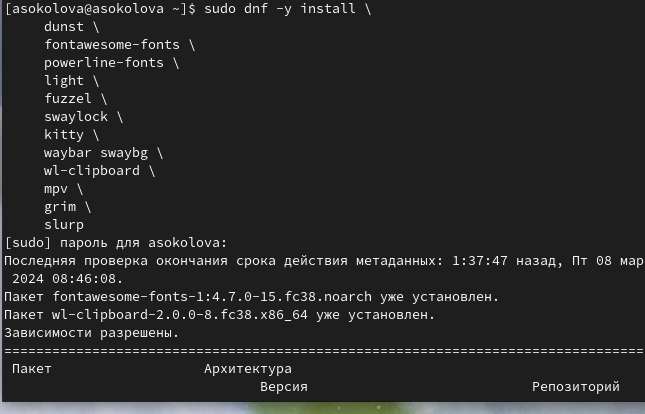 [asokolova@asokolova ~]$ sudo dnf -y install \
dunst \
fontawesome-fonts \
powerline-fonts \
light \
fuzzel \
swaylock \
kitty \
waybar swaybg \
wl-clipboard \
mpv \
grim \
slurp
[sudo] пароль для asokolova:
Последняя проверка окончания срока действия метаданных: 1:37:47 назад, Пт 08 мар
2024 08:46:08.
Пакет fontawesome-fonts-1:4.7.0-15.fc38.noarch уже установлен.
Пакет wl-clipboard-2.0.0-8.fc38.x86_64 уже установлен.
Зависимости разрешены.
================================================================================
Пакет Архитектура
Версия Репозиторий